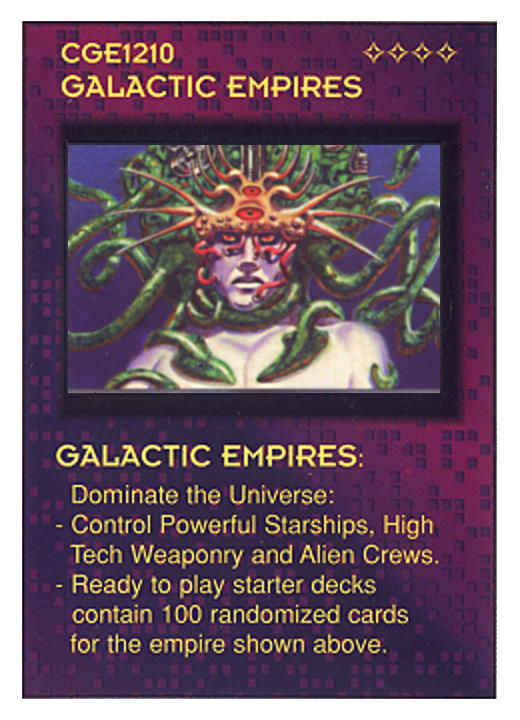 CGE1210
GALACTIC EMPIRES
GALACTIC EMPIRES:
Dominate the Universe:
- Control Powerful Starships, High
Tech Weaponry and Alien Crews.
- Ready to play starter decks
contain 100 randomized cards
for the empire shown above.